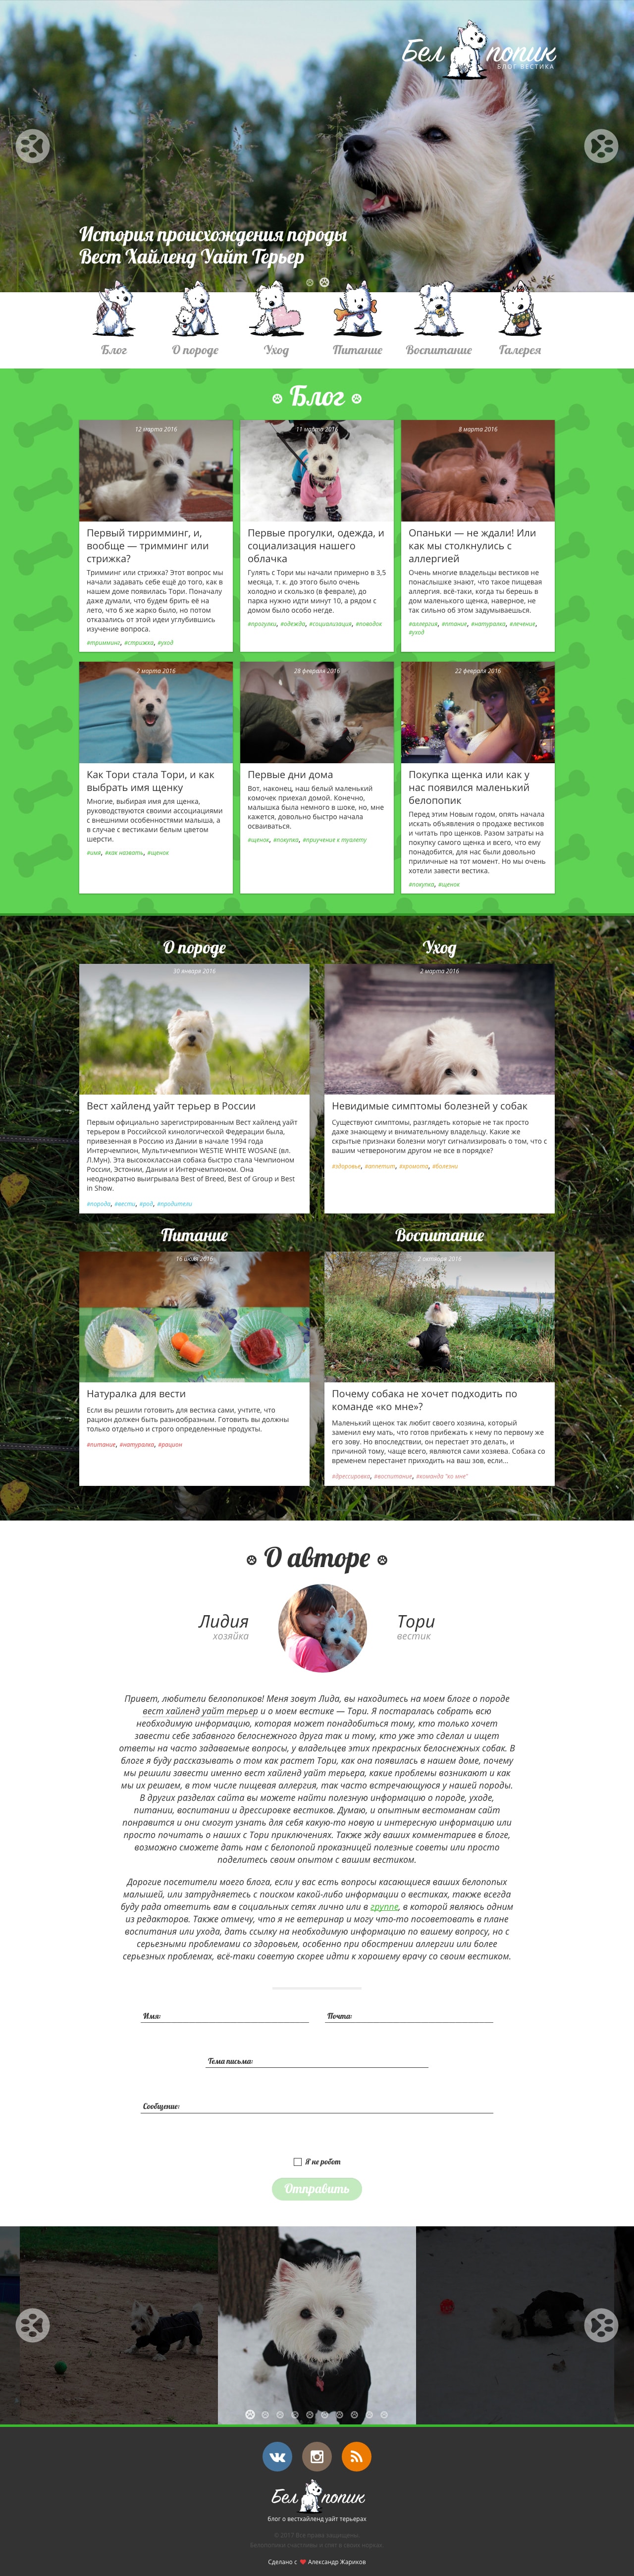 Бел попик
БЛОГ ВЕСТИКА
История происхождения породы
Вест Хайленд Уайт Терьер
Блог
О породе
Уход
Питание
Воспитание
Галерея
Блог
12 марта 2016
Первый тирримминг, и,
вообще — тримминг или
стрижка?
Тримминг или стрижка? Этот вопрос мы
начали задавать себе ещё до того, как в
нашем доме появилась Тори. Поначалу
даже думали, что будем брить её на
лето, что б уж жарко было, но потом
отказались от этой идеи углубившись
изучение вопроса.
#тримминг, #стрижка, #уход
11 марта 2016
Первые прогулки, одежда, и
социализация нашего
облачка
Гулять с Тори мы начали примерно в 3,5
месяца, т. к. до этого было очень
холодно и скользко (в феврале), до
парка нужно идти минут 10, а рядом с
домом было особо негде.
#прогулки, #одежда, #социализация, #поводок
8 марта 2016
Опаньки — не ждали! Или
как мы столкнулись с
аллергией
Очень многие владельцы вестиков не
понаслышке знают, что такое пищевая
аллергия. всё-таки, когда ты берешь в
дом маленького щенка, наверное, не
так сильно об этом задумываешься.
#аллергия, #питание, #натуралка, #лечение,
#уход
2 марта 2016
Как Тори стала Тори, и как
выбрать имя щенку
Многие, выбирая имя для щенка,
руководствуются своими ассоциациями
с внешними особенностями малыша, а
в случае с вестиками белым цветом
шерсти.
#имя, #как назвать, #щенок
28 февраля 2016
Первые дни дома
Вот, наконец, наш белый маленький
комочек приехал домой. Конечно,
малышка была немного в шоке, но, мне
кажется, довольно быстро начала
осваиваться.
#щенок, #покупка, #приучение к туалету
22 февраля 2016
Покупка щенка или как у
нас появился маленький
белопопик
Перед этим Новым годом, опять начала
искать объявления о продаже вестиков
и читать про щенков. Разом затраты на
покупку самого щенка и всего, что ему
понадобится, для нас были довольно
приличные на тот момент. Но мы очень
хотели завести вестика.
#покупка, #щенок
О породе
30 января 2016
Вест хайленд уайт терьер в России
Первым официально зарегистрированным Вест хайленд уайт
терьером в Российской кинологической Федерации была,
привезенная в Россию из Дании в начале 1994 года
Интерчемпион, Мультичемпион WESTIE WHITE WOSANE (вл.
Л.Мун). Эта высококлассная собака быстро стала Чемпионом
России, Эстонии, Дании и Интерчемпионом. Она
неоднократно выигрывала Best of Breed, Best of Group и Best
in Show.
#порода, #вести, #род, #родители
Уход
2 марта 2016
Невидимые симптомы болезней у собак
Существуют симптомы, разглядеть которые не так просто
даже знающему и внимательному владельцу. Какие же
скрытые признаки болезни могут сигнализировать о том, что с
вашим четвероногим другом не все в порядке?
#здоровье, #аппетит, #хромота, #болезни
Питание
16 июля 2016
Натуралка для вести
Если вы решили готовить для вестика сами, учтите, что
рацион должен быть разнообразным. Готовить вы должны
только отдельно и строго определенные продукты.
#питание, #натуралка, #рацион
Воспитание
2 октября 2016
Почему собака не хочет подходить по
команде «ко мне»?
Маленький щенок так любит своего хозяина, который
заменил ему мать, что готов прибежать к нему по первому же
его зову. Но впоследствии, он перестает это делать, и
причиной тому, чаще всего, являются сами хозяева. Собака со
временем перестанет приходить на ваш зов, если...
#дрессировка, #воспитание, #команда "ко мне"
О авторе
Лидия
хозяйка
Тори
вестик
Привет, любители белопопиков! Меня зовут Лида, вы находитесь на моем блоге о породе
вест хайленд уайт терьер и о моем вестике — Тори. Я постаралась собрать всю
необходимую информацию, которая может понадобиться тому, кто только хочет
завести себе забавного белоснежного друга так и тому, кто уже это сделал и ищет
ответы на часто задаваемые вопросы, у владельцев этих прекрасных белоснежных собак. В
блоге я буду рассказывать о том как растет Тори, как она появилась в нашем доме, почему
мы решили завести именно вест хайленд уайт терьера, какие проблемы возникают и как
мы их решаем, в том числе пищевая аллергия, так часто встречающуюся у нашей породы.
В других разделах сайта вы можете найти полезную информацию о породе, уходе,
питании, воспитании и дрессировке вестиков. Думаю, и опытным вестоманам сайт
понравится и они смогут узнать для себя какую-то новую и интересную информацию или
просто почитать о наших с Тори приключениях. Также жду ваших комментариев в блоге,
возможно сможете дать нам с белопопой проказницей полезные советы или просто
поделитесь своим опытом с вашим вестиком.
Дорогие посетители моего блога, если у вас есть вопросы касающиеся ваших белопопых
малышей, или затрудняетесь с поиском какой-либо информации о вестиках, также всегда
буду рада ответить вам в социальных сетях лично или в группе, в которой являюсь одним
из редакторов. Также отмечу, что я не ветеринар и могу что-то посоветовать в плане
воспитания или ухода, дать ссылку на необходимую информацию по вашему вопросу, но с
серьезными проблемами со здоровьем, особенно при обострении аллергии или более
серьезных проблемах, всё-таки советую скорее идти к хорошему врачу со своим вестиком.
Имя:
Почта:
Тема письма:
Сообщение:
Я не робот
Отправить
Бел попик
блог о вестхайленд уайт терьерах
© 2017 Все права защищены.
Сделано с ❤ Александр Жариков